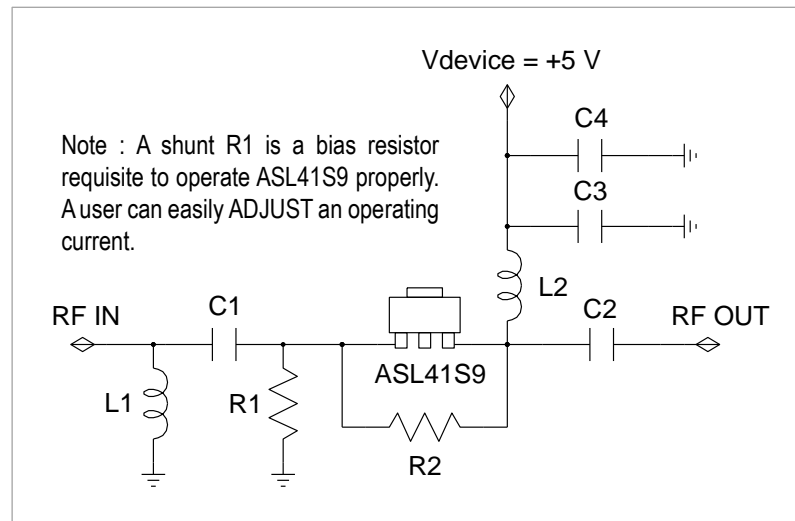 Vdevice = +5 V
C4
Note : A shunt R1 is a bias resistor
requisite to operate ASL41S9 properly.
A user can easily ADJUST an operating
current.
C3
L2
C1
C2
RF IN
RF OUT
ASL41S9
L1
R1
R2